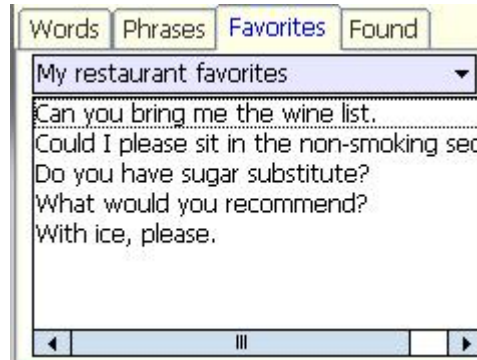 Words Phrases Favorites Found
My restaurant favorites
Can you bring me the wine list.
Could I please sit in the non-smoking sec
Do you have sugar substitute?
What would you recommend?
With ice, please.